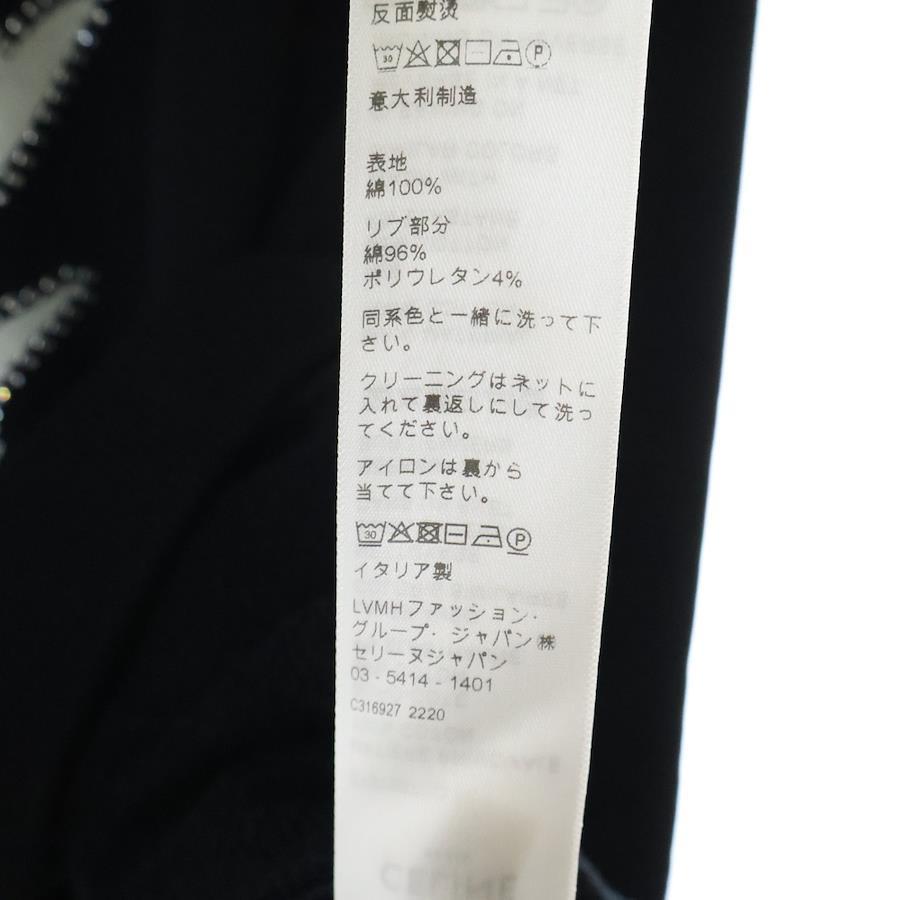 反面熨烫
30 P
意大利制造
表地
綿100%
リブ部分
綿96%
ポリウレタン4%
同系色と一緒に洗って下
さい。
クリーニングはネットに
入れて裏返しにして洗っ
てください。
アイロンは裏から
当てて下さい。
30 P
イタリア製
LVMHファッション·
グループ· ジャパン㈱
セリーヌジャパン
03 - 5414 - 1401
C316927 2220
CELINE